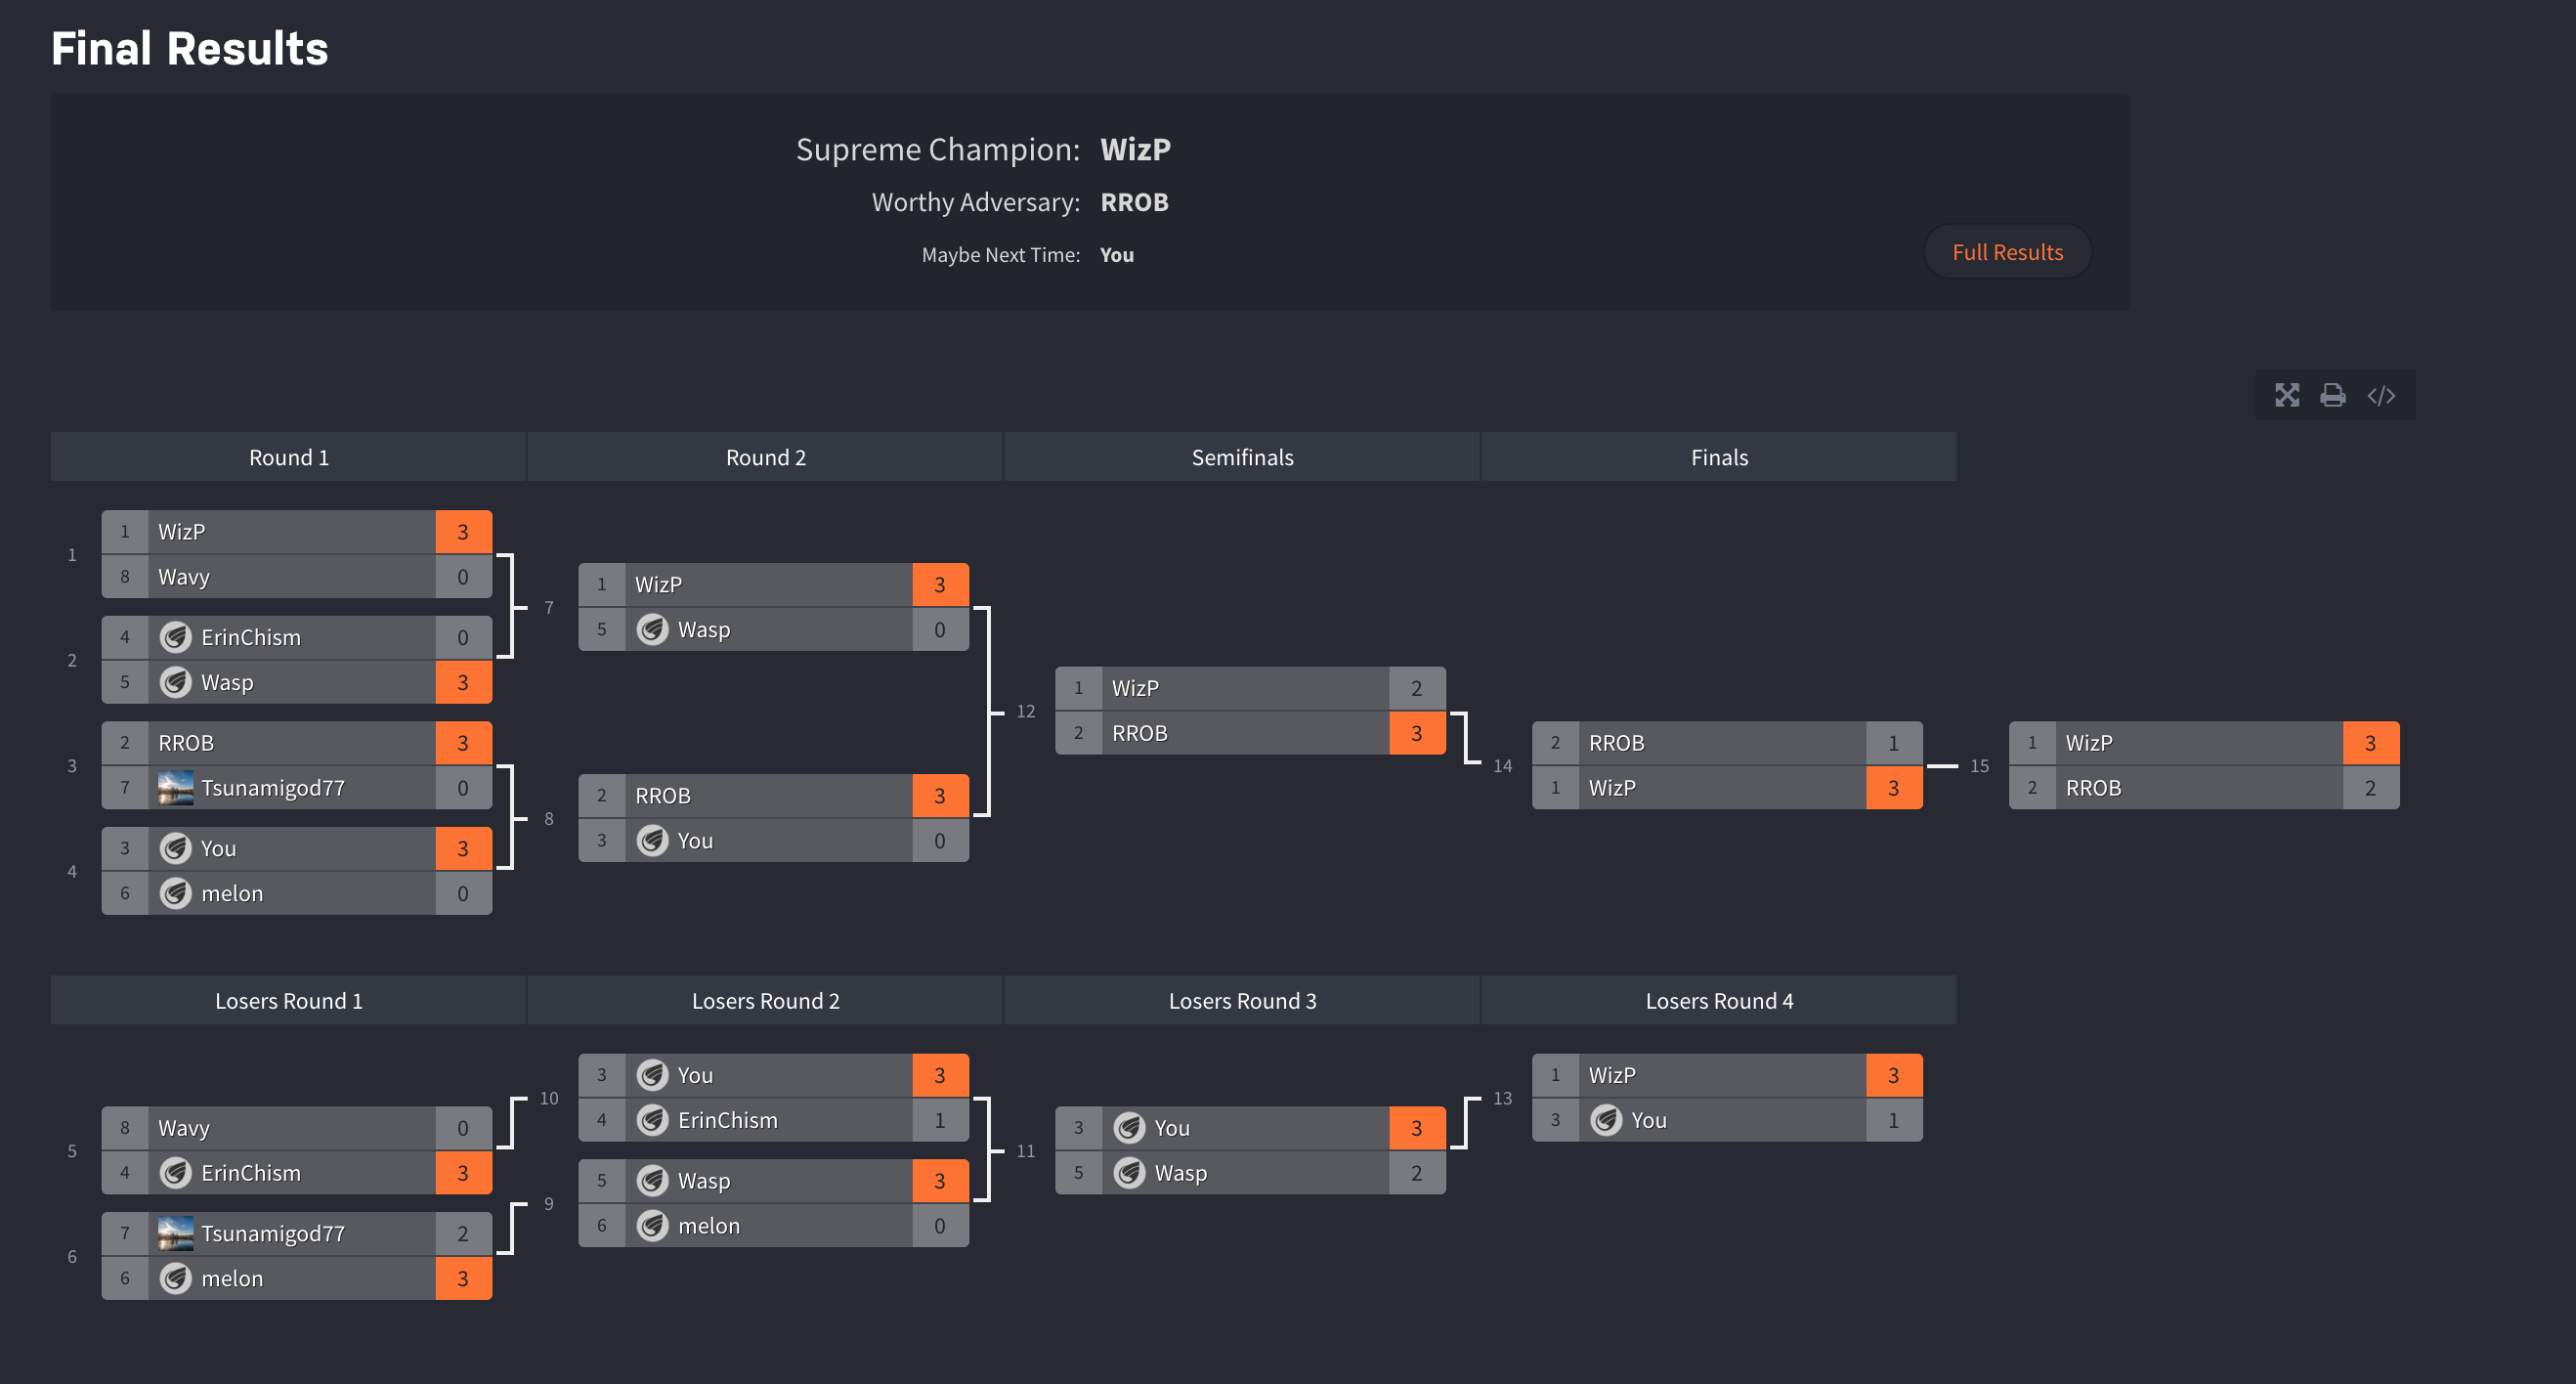 Final Results
Supreme Champion: WizP
Worthy Adversary: RROB
Maybe Next Time: You
Full Results
</>
Round 1 Round 2 Semifinals Finals
1
1 WizP 3
8 Wavy 0
2
4 ErinChism 0
5 Wasp 3
3
2 RROB 3
7 Tsunamigod77 0
4
3 You 3
6 melon 0
7
1 WizP 3
5 Wasp 0
8
2 RROB 3
3 You 0
12
1 WizP 2
2 RROB 3
14
2 RROB 1
1 WizP 3
15
1 WizP 3
2 RROB 2
Losers Round 1 Losers Round 2 Losers Round 3 Losers Round 4
5
8 Wavy 0
4 ErinChism 3
6
7 Tsunamigod77 2
6 melon 3
10
3 You 3
4 ErinChism 1
9
5 Wasp 3
6 melon 0
11
3 You 3
5 Wasp 2
13
1 WizP 3
3 You 1